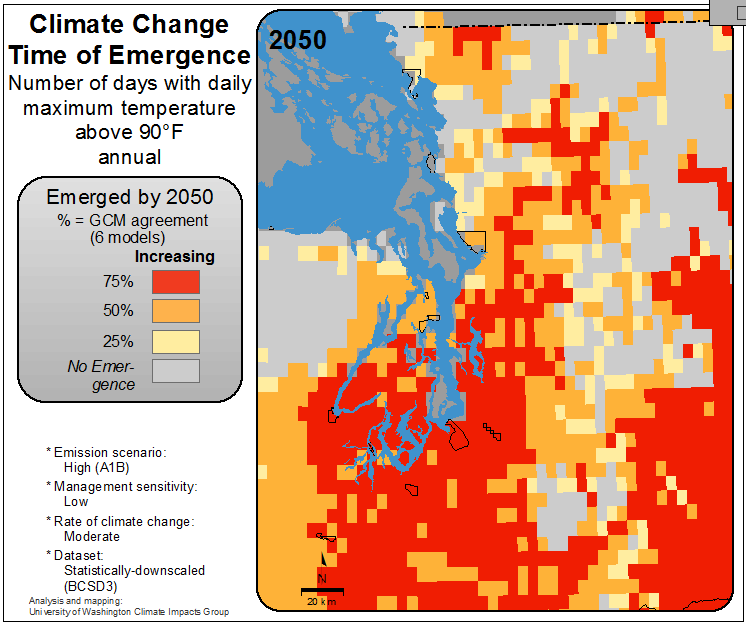 Climate Change
Time of Emergence
Number of days with daily
maximum temperature
above 90°F
annual
Emerged by 2050
% = GCM agreement
(6 models)
Increasing
75%
50%
25%
No Emer-
gence
* Emission scenario:
High (A1B)
* Management sensitivity:
Low
* Rate of climate change:
Moderate
* Dataset:
Statistically-downscaled
(BCSD3)
Analysis and mapping:
University of Washington Climate Impacts Group
2050
N
20 km